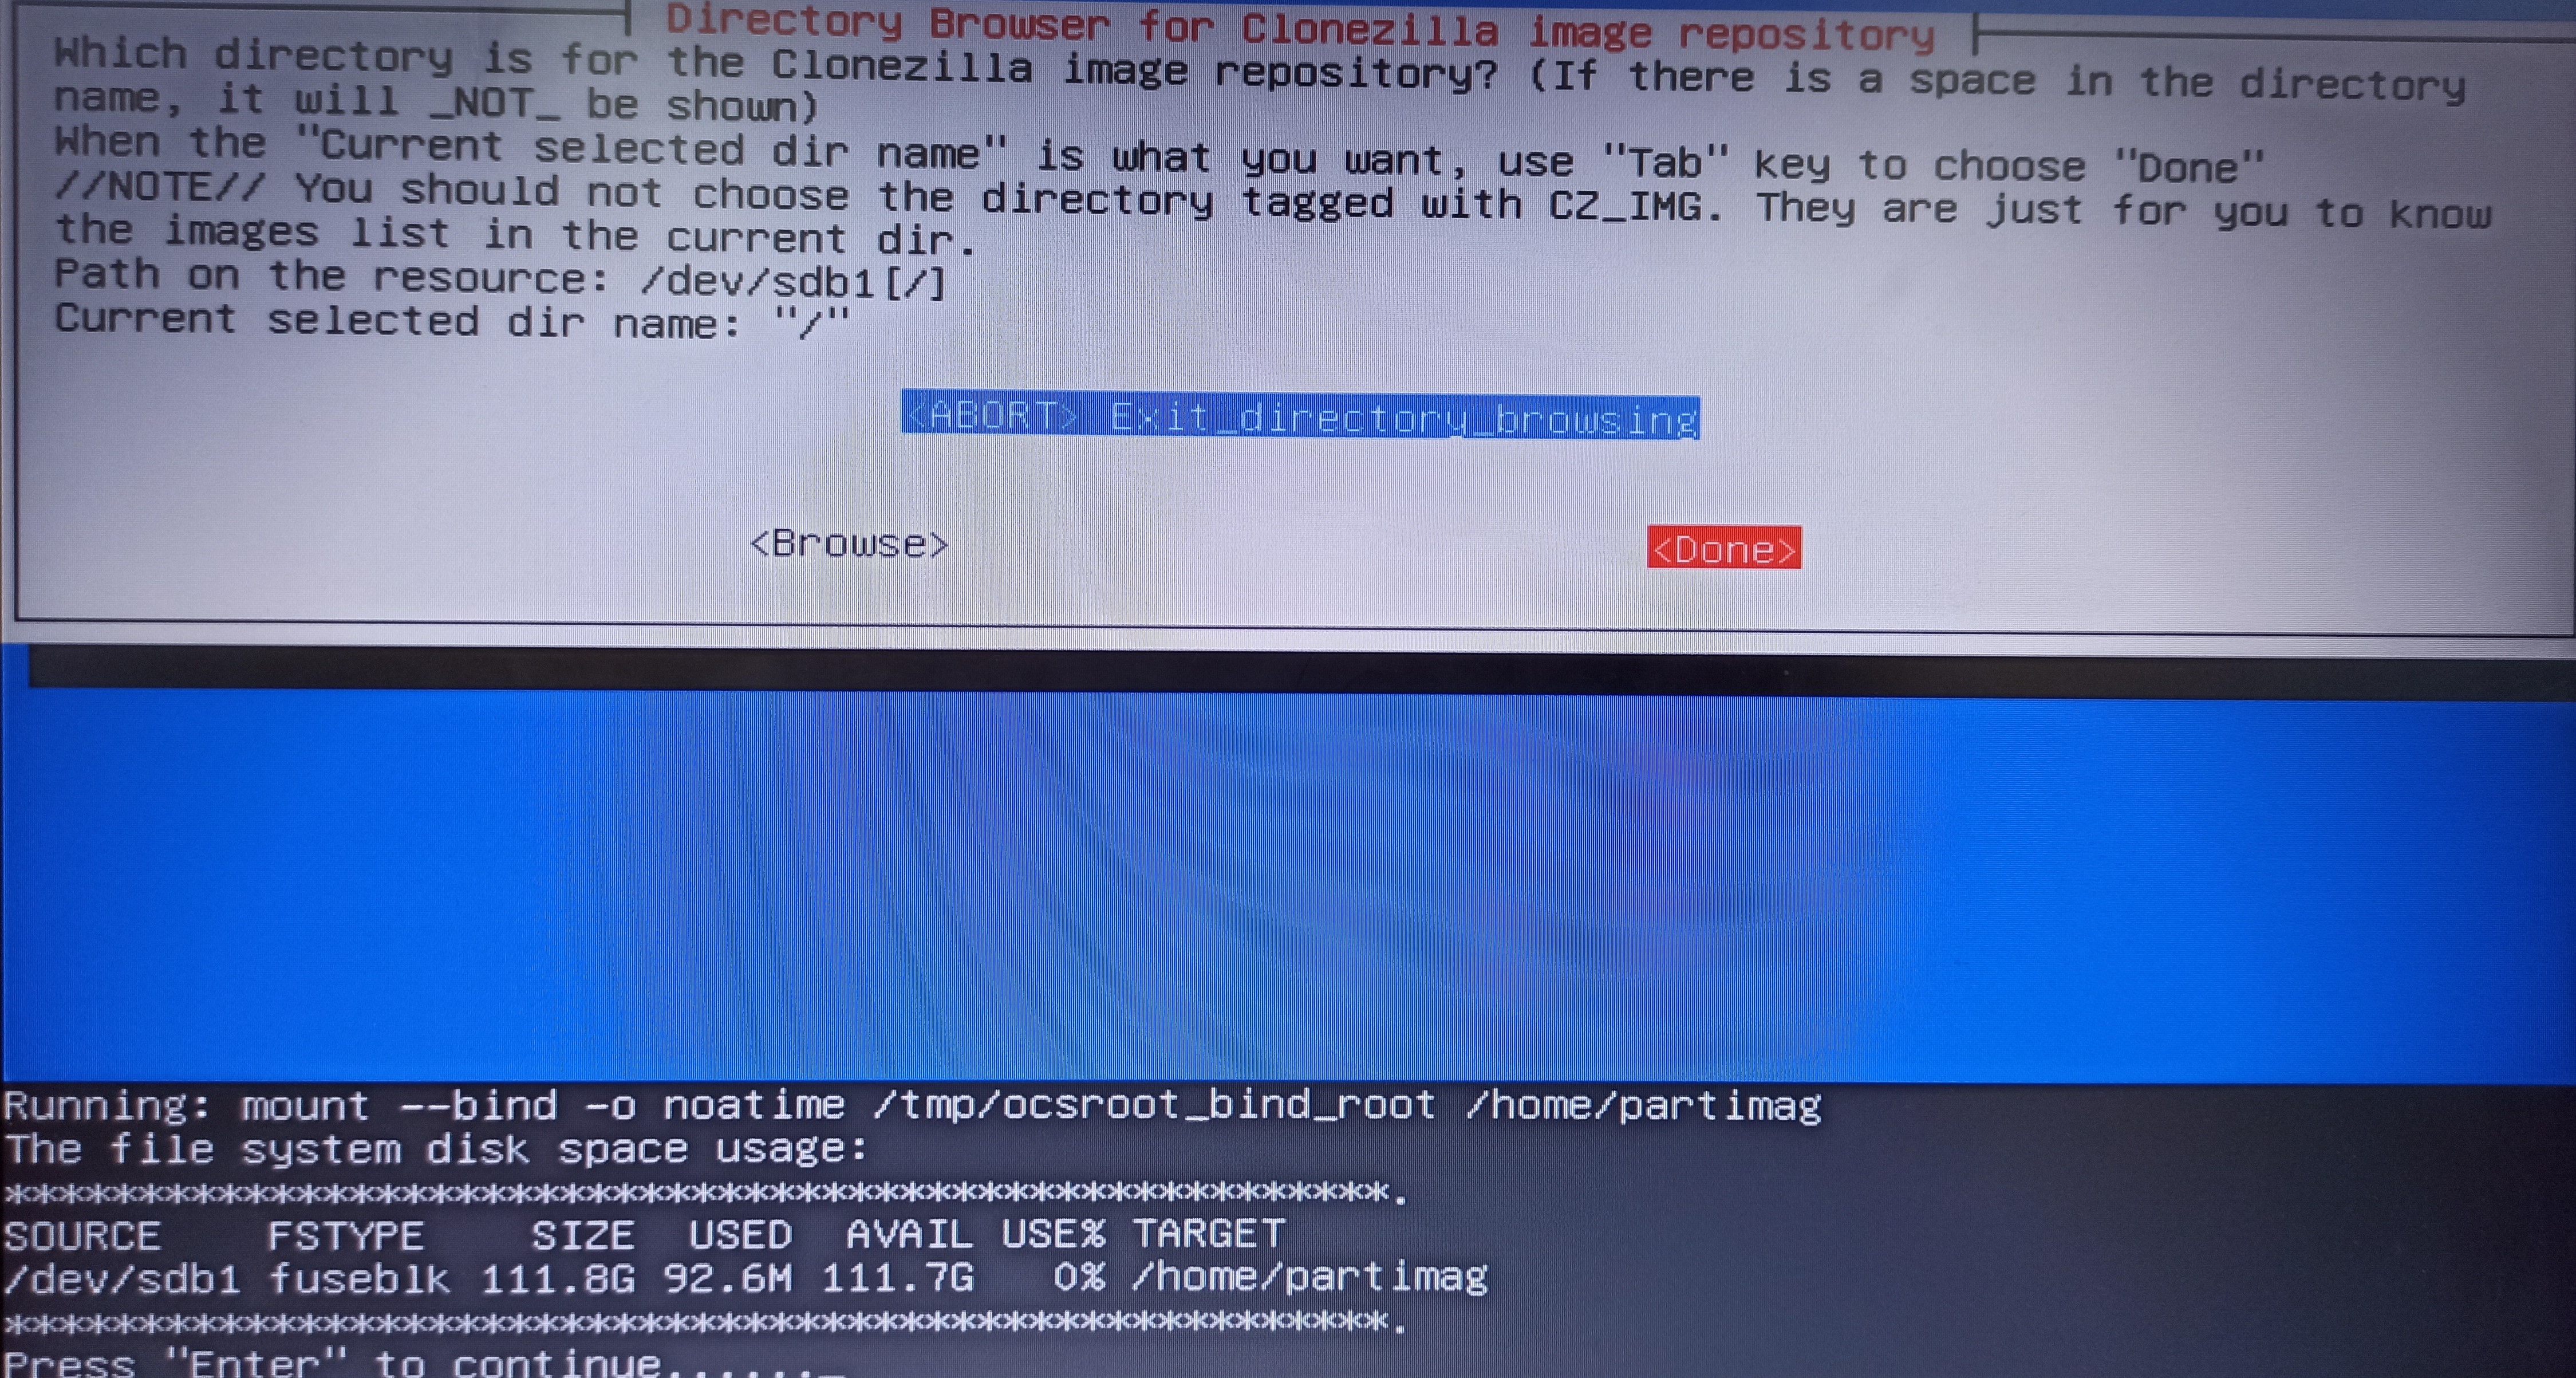 Directory Browser for Clonezilla image repository
Which directory is for the Clonezilla image repository? (If there is a space in the directory
name, it will _NOT_ be shown)
When the "Current selected dir name" is what you want, use "Tab" key to choose "Done"
//NOTE// You should not choose the directory tagged with CZ_IMG. They are just for you to know
the images list in the current dir.
Path on the resource: /dev/sdb1[/]
Current selected dir name: "/"
<ABORT> Exit_directory_browsing
<Browse> <Done>
Running: mount --bind -o noatime /tmp/ocsroot_bind_root /home/partimag
The file system disk space usage:
*****************************************************.
SOURCE FSTYPE SIZE USED AVAIL USE% TARGET
/dev/sdb1 fuseblk 111.8G 92.6M 111.7G 0% /home/partimag
*****************************************************.
Press "Enter" to continue......_